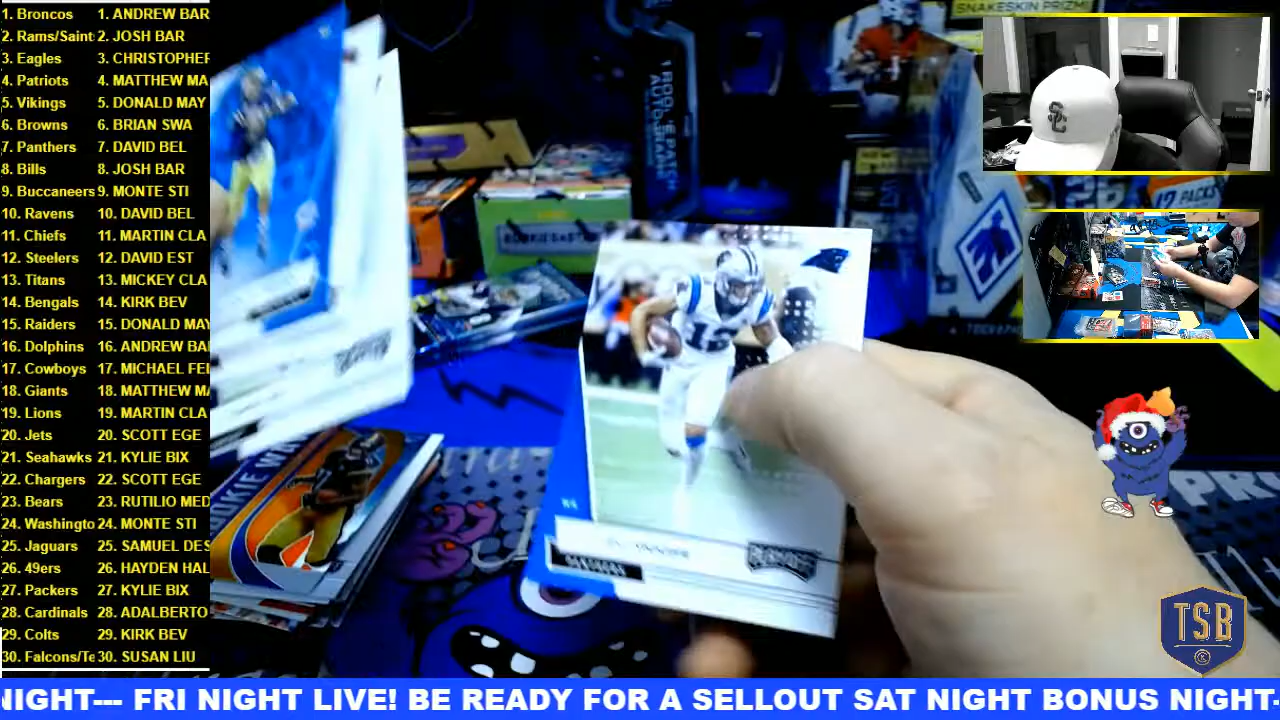 1. Broncos 1. ANDREW BAR
2. Rams/Saint 2. JOSH BAR
3. Eagles 3. CHRISTOPHER
4. Patriots 4. MATTHEW MA
5. Vikings 5. DONALD MAY
6. Browns 6. BRIAN SWA
7. Panthers 7. DAVID BEL
8. Bills 8. JOSH BAR
9. Buccaneers 9. MONTE STI
10. Ravens 10. DAVID BEL
11. Chiefs 11. MARTIN CLA
12. Steelers 12. DAVID EST
13. Titans 13. MICKEY CLA
14. Bengals 14. KIRK BEV
15. Raiders 15. DONALD MAY
16. Dolphins 16. ANDREW BA
17. Cowboys 17. MICHAEL FEI
18. Giants 18. MATTHEW MA
19. Lions 19. MARTIN CLA
20. Jets 20. SCOTT EGE
21. Seahawks 21. KYLIE BIX
22. Chargers 22. SCOTT EGE
23. Bears 23. RUTILIO MED
24. Washingto 24. MONTE STI
25. Jaguars 25. SAMUEL DES
26. 49ers 26. HAYDEN HAL
27. Packers 27. KYLIE BIX
28. Cardinals 28. ADALBERTO
29. Colts 29. KIRK BEV
30. Falcons/Te 30. SUSAN LIU
SNAKESKIN PRIZM
SC
17 PACKS
PLAYOFF
TSB
NIGHT--- FRI NIGHT LIVE! BE READY FOR A SELLOUT SAT NIGHT BONUS NIGHT-